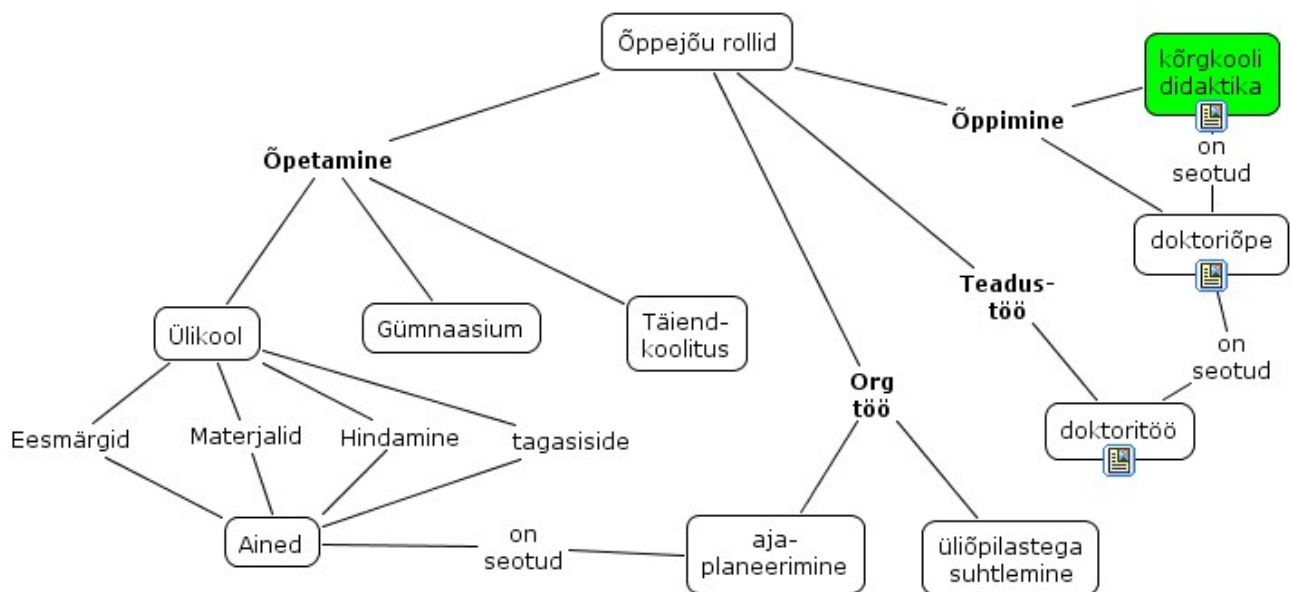 Õppejõu rollid
kõrgkooli
didaktika
Õppimine
on
seotud
Õpetamine
doktoriõpe
Teadus-
töö
Ülikool
Gümnaasium
Täiend-
koolitus
on
seotud
Org
töö
Eesmärgid
Materjalid
Hindamine
tagasiside
doktoritöö
Ained
on
seotud
aja-
planeerimine
üliõpilastega
suhtlemine